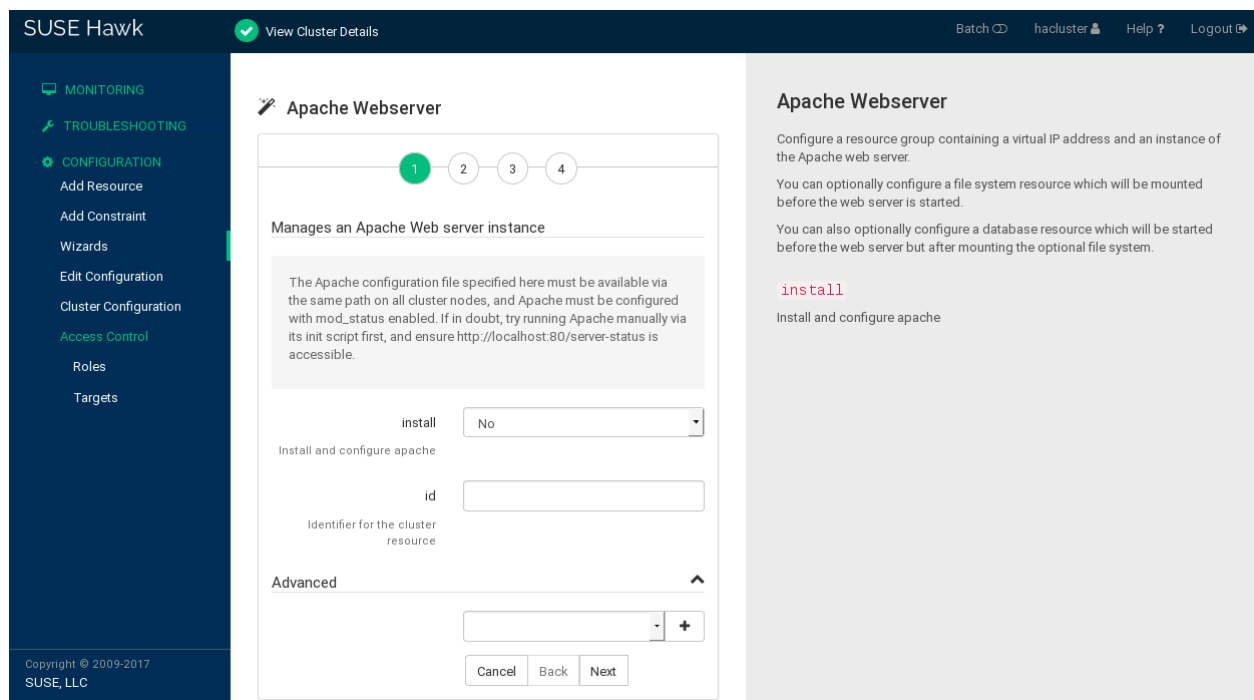 SUSE Hawk
View Cluster Details
Batch
hacluster
Help ?
Logout
MONITORING
TROUBLESHOOTING
CONFIGURATION
Add Resource
Add Constraint
Wizards
Edit Configuration
Cluster Configuration
Access Control
Roles
Targets
Copyright © 2009-2017
SUSE, LLC
Apache Webserver
1 2 3 4
Manages an Apache Web server instance
The Apache configuration file specified here must be available via
the same path on all cluster nodes, and Apache must be configured
with mod_status enabled. If in doubt, try running Apache manually via
its init script first, and ensure http://localhost:80/server-status is
accessible.
install
No
Install and configure apache
id
Identifier for the cluster
resource
Advanced
Cancel
Back
Next
Apache Webserver
Configure a resource group containing a virtual IP address and an instance of
the Apache web server.
You can optionally configure a file system resource which will be mounted
before the web server is started.
You can also optionally configure a database resource which will be started
before the web server but after mounting the optional file system.
install
Install and configure apache